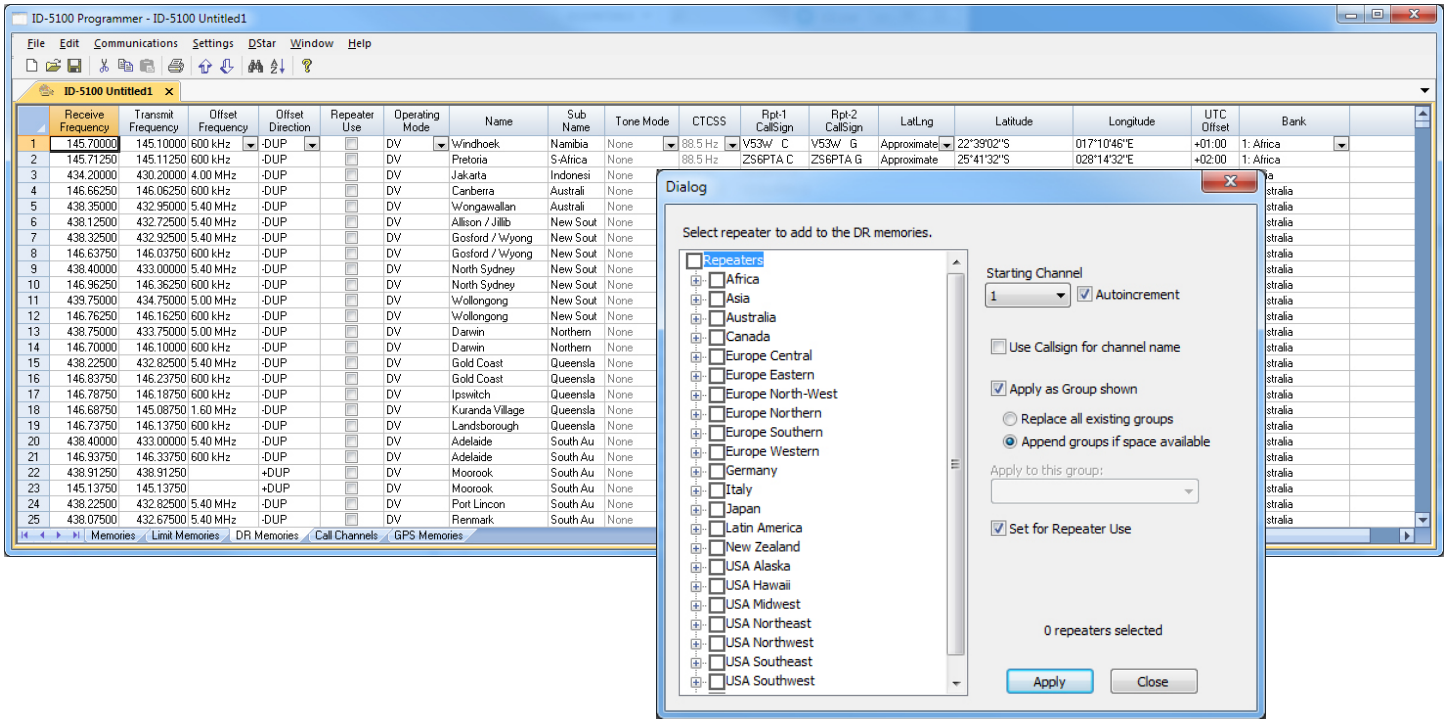 ID-5100 Programmer - ID-5100 Untitled1
File Edit Communications Settings DStar Window Help
ID-5100 Untitled1
Receive Frequency Transmit Frequency Offset Frequency Offset Direction Repeater Use Operating Mode Name Sub Name Tone Mode CTCSS Rpt-1 CallSign Rpt-2 CallSign LatLng Latitude Longitude UTC Offset Bank
1 145.70000 145.10000 600 kHz -DUP DV Windhoek Namibia None 88.5 Hz V53W C V53W G Approximate 22°39'02"S 017°10'46"E +01:00 1: Africa
2 145.71250 145.11250 600 kHz -DUP DV Pretoria S-Africa None 88.5 Hz ZS6PTA C ZS6PTA G Approximate 25°41'32"S 028°14'32"E +02:00 1: Africa
3 434.20000 430.20000 4.00 MHz -DUP DV Jakarta Indonesi None
4 146.66250 146.06250 600 kHz -DUP DV Canberra Australi None stralia
5 438.35000 432.95000 5.40 MHz -DUP DV Wongawallan Australi None stralia
6 438.12500 432.72500 5.40 MHz -DUP DV Allison / Jillib New Sout None stralia
7 438.32500 432.92500 5.40 MHz -DUP DV Gosford / Wyong New Sout None stralia
8 146.63750 146.03750 600 kHz -DUP DV Gosford / Wyong New Sout None stralia
9 438.40000 433.00000 5.40 MHz -DUP DV North Sydney New Sout None stralia
10 146.96250 146.36250 600 kHz -DUP DV North Sydney New Sout None stralia
11 439.75000 434.75000 5.00 MHz -DUP DV Wollongong New Sout None stralia
12 146.76250 146.16250 600 kHz -DUP DV Wollongong New Sout None stralia
13 438.75000 433.75000 5.00 MHz -DUP DV Darwin Northern None stralia
14 146.70000 146.10000 600 kHz -DUP DV Darwin Northern None stralia
15 438.22500 432.82500 5.40 MHz -DUP DV Gold Coast Queensla None stralia
16 146.83750 146.23750 600 kHz -DUP DV Gold Coast Queensla None stralia
17 146.78750 146.18750 600 kHz -DUP DV Ipswitch Queensla None stralia
18 146.68750 145.08750 1.60 MHz -DUP DV Kuranda Village Queensla None stralia
19 146.73750 146.13750 600 kHz -DUP DV Landsborough Queensla None stralia
20 438.40000 433.00000 5.40 MHz -DUP DV Adelaide South Au None stralia
21 146.93750 146.33750 600 kHz -DUP DV Adelaide South Au None stralia
22 438.91250 438.91250 +DUP DV Moorook South Au None stralia
23 145.13750 145.13750 +DUP DV Moorook South Au None stralia
24 438.22500 432.82500 5.40 MHz -DUP DV Port Lincon South Au None stralia
25 438.07500 432.67500 5.40 MHz -DUP DV Renmark South Au None stralia
Memories Limit Memories DR Memories Call Channels GPS Memories
Dialog
Select repeater to add to the DR memories.
Repeaters
Africa
Asia
Australia
Canada
Europe Central
Europe Eastern
Europe North-West
Europe Northern
Europe Southern
Europe Western
Germany
Italy
Japan
Latin America
New Zealand
USA Alaska
USA Hawaii
USA Midwest
USA Northeast
USA Northwest
USA Southeast
USA Southwest
Starting Channel
1 Autoincrement
Use Callsign for channel name
Apply as Group shown
Replace all existing groups
Append groups if space available
Apply to this group:
Set for Repeater Use
0 repeaters selected
Apply Close